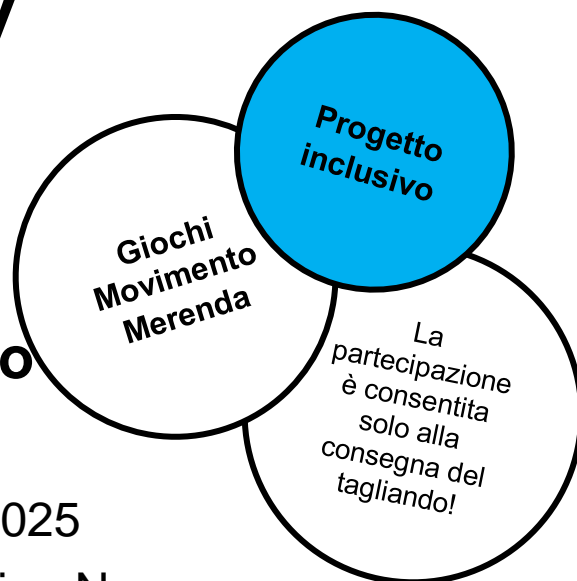 Progetto
inclusivo
Giochi
Movimento
Merenda
La
partecipazione
è consentita
solo alla
consegna del
tagliando!
o
025